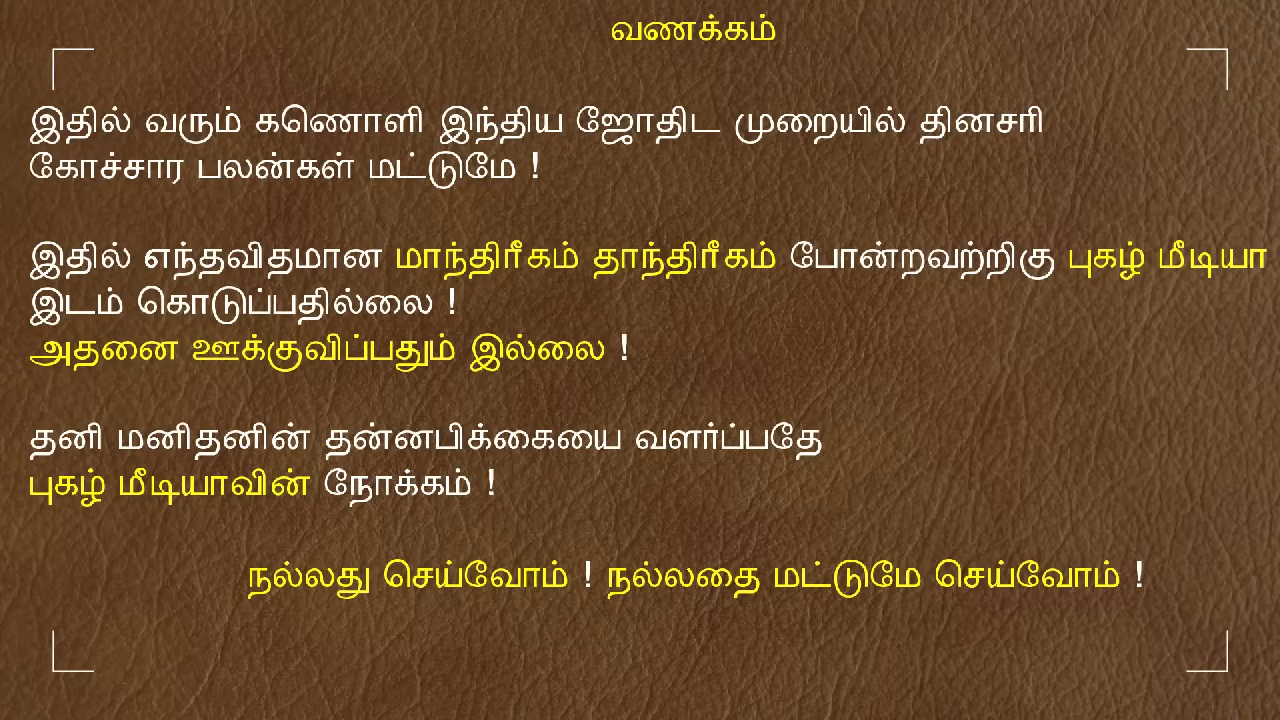 வணக்கம்
இதில் வரும் கணொளி இந்திய ஜோதிட முறையில் தினசரி
கோச்சார பலன்கள் மட்டுமே !
இதில் எந்தவிதமான மாந்திரீகம் தாந்திரீகம் போன்றவற்றிகு புகழ் மீடியா
இடம் கொடுப்பதில்லை !
அதனை ஊக்குவிப்பதும் இல்லை !
தனி மனிதனின் தன்னபிக்கையை வளர்ப்பதே
புகழ் மீடியாவின் நோக்கம் !
நல்லது செய்வோம் ! நல்லதை மட்டுமே செய்வோம் !